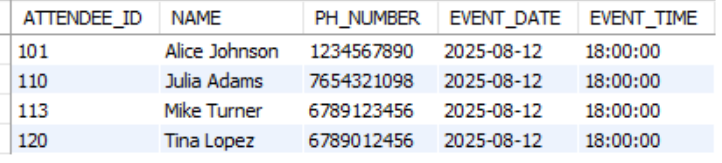 ATTENDEE_ID NAME PH_NUMBER EVENT_DATE EVENT_TIME
101 Alice Johnson 1234567890 2025-08-12 18:00:00
110 Julia Adams 7654321098 2025-08-12 18:00:00
113 Mike Turner 6789123456 2025-08-12 18:00:00
120 Tina Lopez 6789012456 2025-08-12 18:00:00